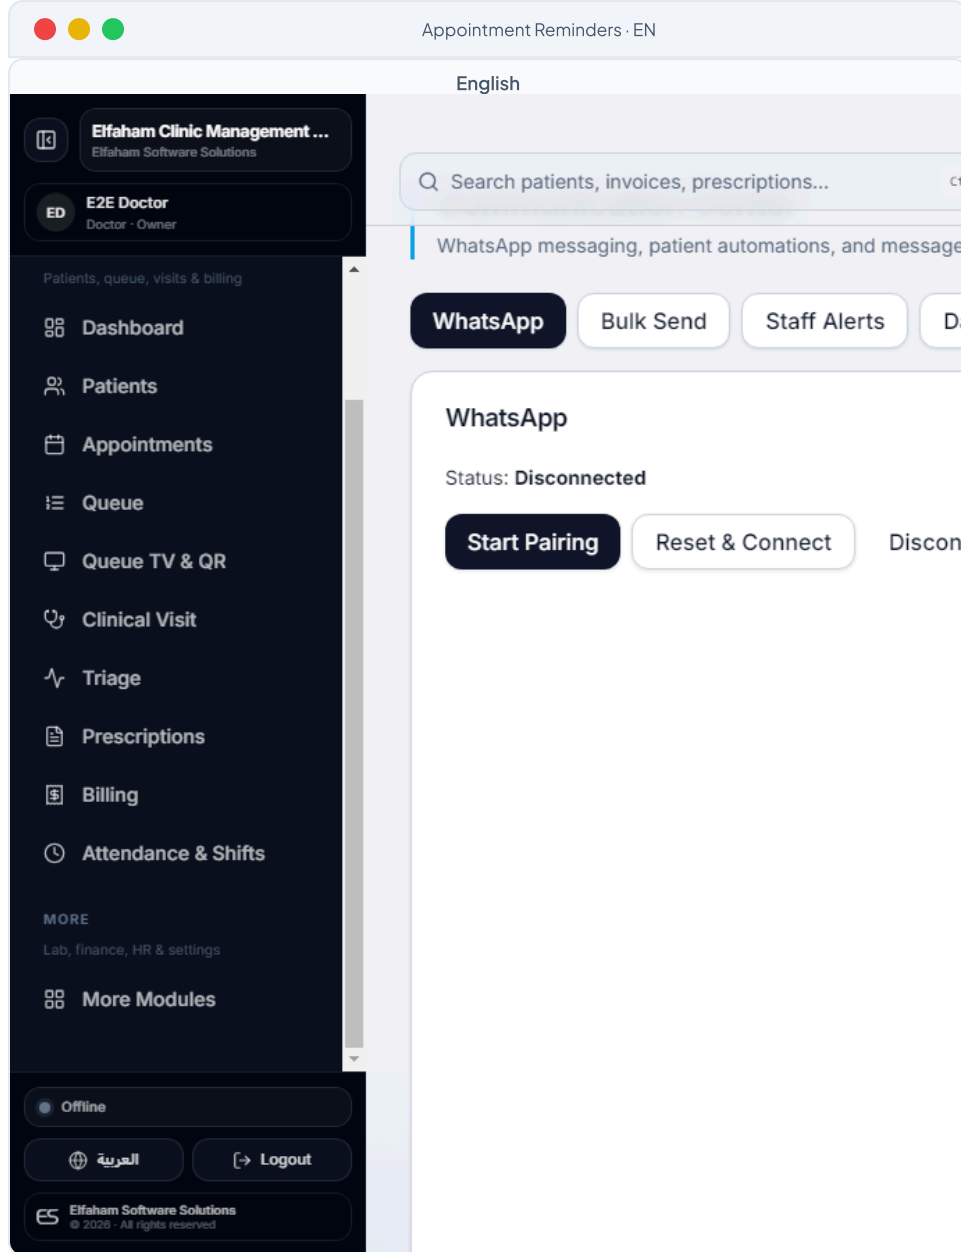 Appointment Reminders · EN
English
Elfaham Clinic Management ...
Elfaham Software Solutions
ED
E2E Doctor
Doctor · Owner
Patients, queue, visits & billing
Dashboard
Patients
Appointments
Queue
Queue TV & QR
Clinical Visit
Triage
Prescriptions
Billing
Attendance & Shifts
MORE
Lab, finance, HR & settings
More Modules
Offline
العربية
Logout
ES
Elfaham Software Solutions
© 2026 · All rights reserved
Search patients, invoices, prescriptions...
WhatsApp messaging, patient automations, and message
WhatsApp
Bulk Send
Staff Alerts
WhatsApp
Status: Disconnected
Start Pairing
Reset & Connect
Discon